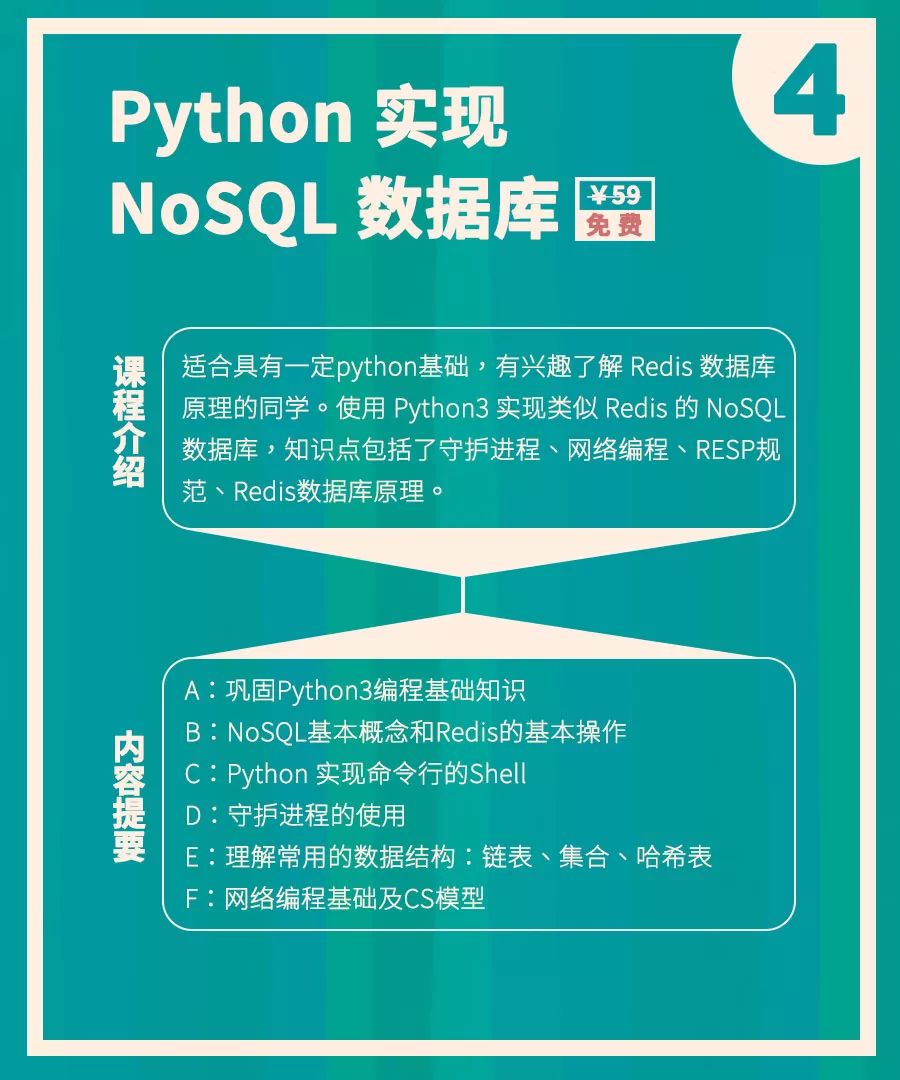 4
Python 实现
NoSQL 数据库
￥59
免费
课程介绍
适合具有一定python基础，有兴趣了解 Redis 数据库
原理的同学。使用 Python3 实现类似 Redis 的 NoSQL
数据库，知识点包括了守护进程、网络编程、RESP规
范、Redis数据库原理。
内容提要
A：巩固Python3编程基础知识
B：NoSQL基本概念和Redis的基本操作
C：Python 实现命令行的Shell
D：守护进程的使用
E：理解常用的数据结构：链表、集合、哈希表
F：网络编程基础及CS模型